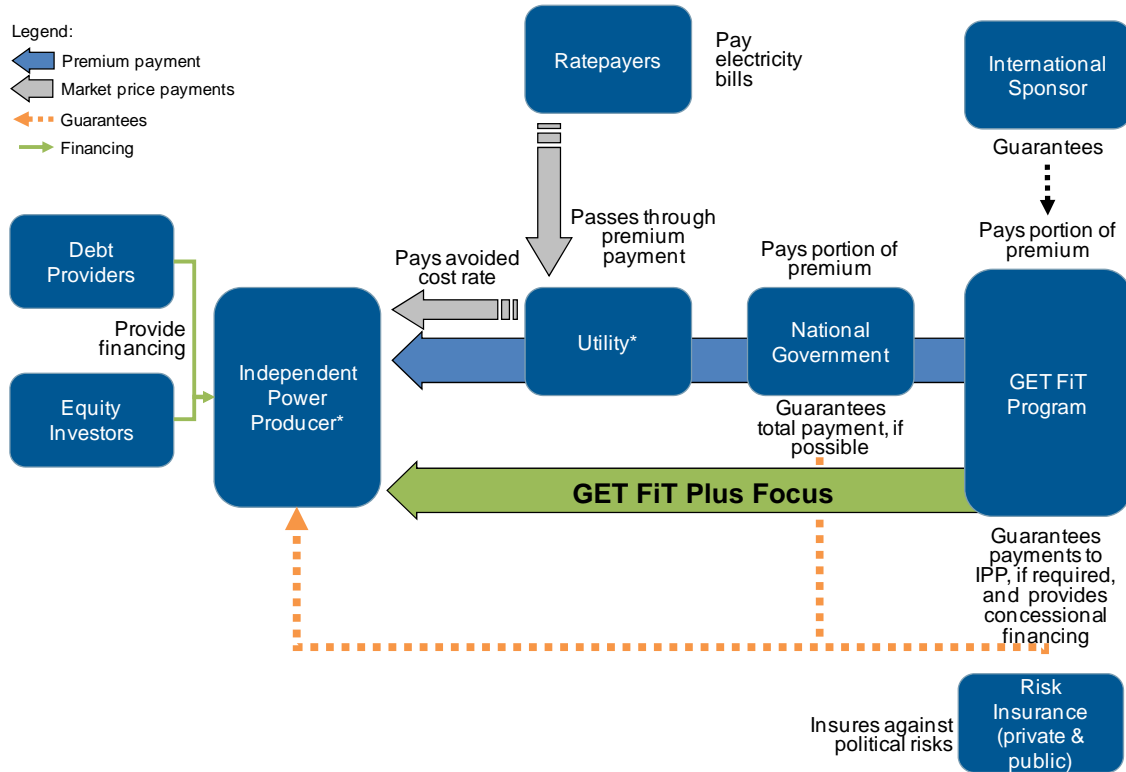 Legend:
Premium payment
Market price payments
Guarantees
Financing
Ratepayers
Pay
electricity
bills
International
Sponsor
Guarantees
Pays portion of
premium
Debt
Providers
Provide
financing
Equity
Investors
Independent
Power
Producer*
Pays avoided
cost rate
Passes through
premium
payment
Utility*
Pays portion of
premium
National
Government
Guarantees
total payment, if
possible
GET FiT
Program
GET FiT Plus Focus
Guarantees
payments to
IPP, if required,
and provides
concessional
financing
Insures against
political risks
Risk
Insurance
(private &
public)